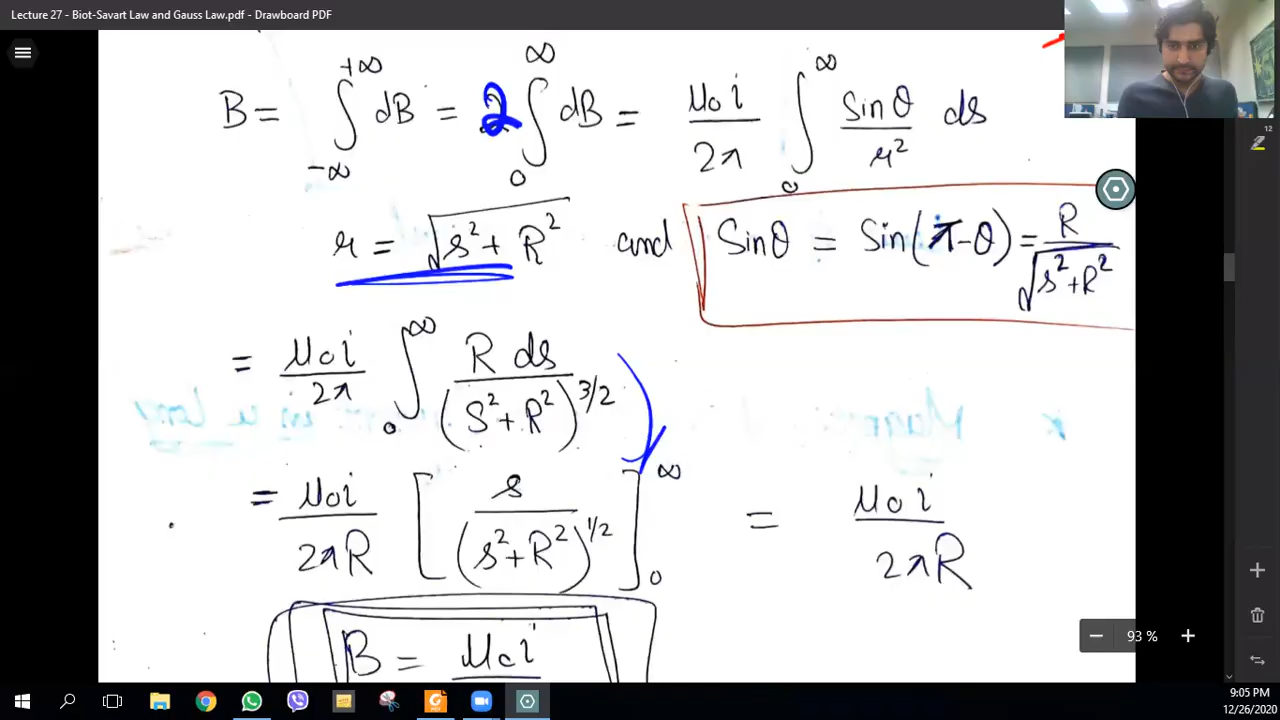 Lecture 27 - Biot-Savart Law and Gauss Law.pdf - Drawboard PDF
B = ∫_{-∞}^{+∞} dB = 2 ∫_0^∞ dB = μ₀i/2π ∫_0^∞ Sinθ/r² ds
r = √(s² + R²) and Sinθ = Sin(π-θ) = R/√(s²+R²)
= μ₀i/2π ∫_0^∞ R ds/(S²+R²)^{3/2}
= μ₀i/2πR [s/(s²+R²)^{1/2}]_0^∞ = μ₀i/2πR
B = μ₀i
12
93 %
9:05 PM
12/26/2020